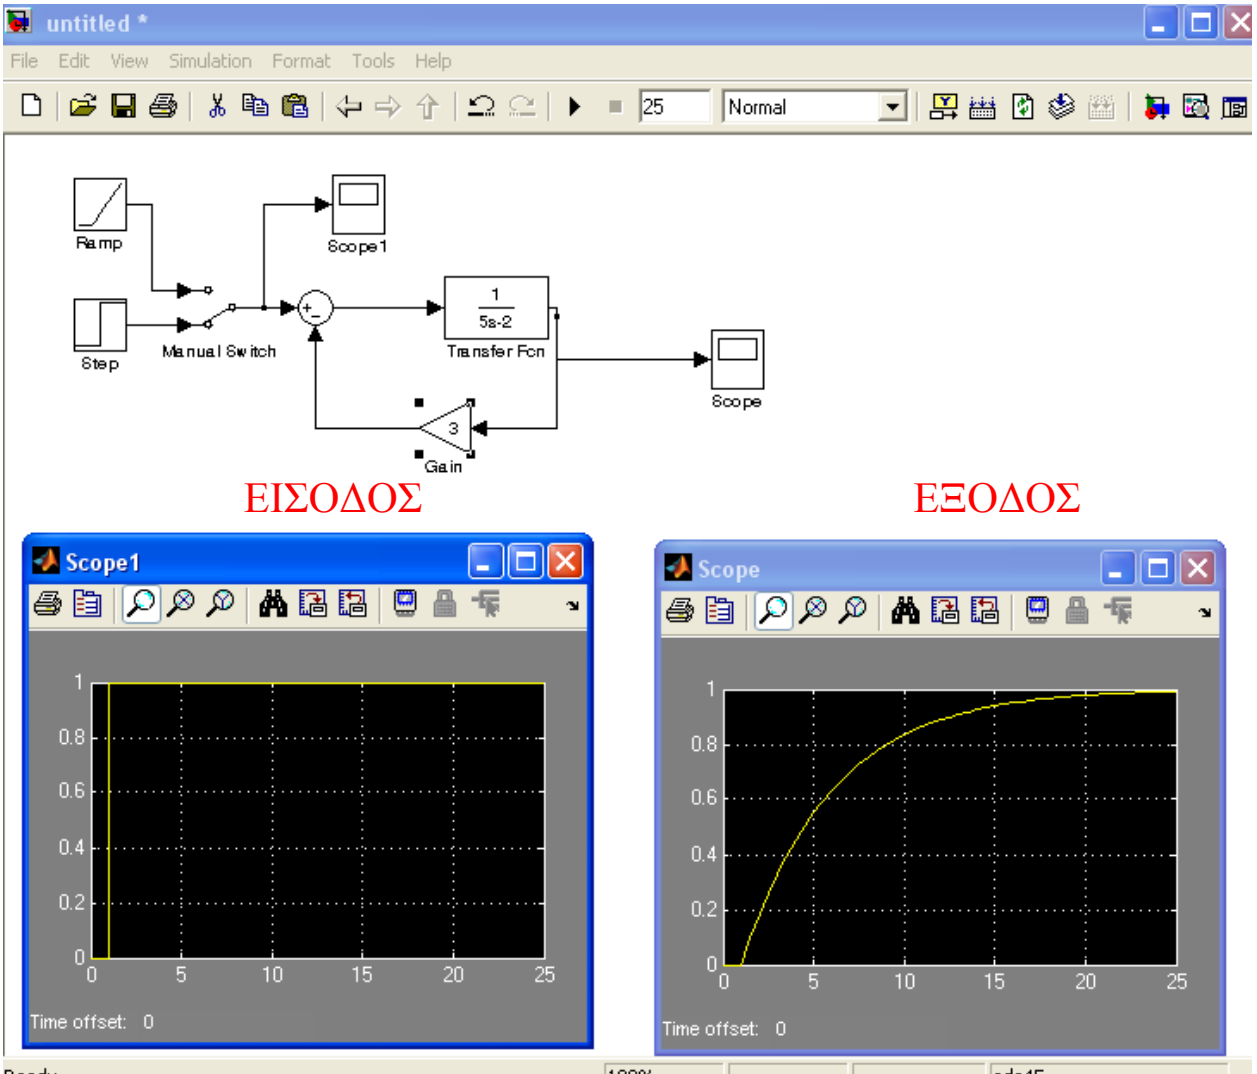 untitled *
File Edit View Simulation Format Tools Help
25 Normal
Ramp
Scope1
Step
Manual Switch
+
-
1
5s-2
Transfer Fcn
Scope
3
Gain
ΕΙΣΟΔΟΣ
ΕΞΟΔΟΣ
Scope1
1
0.8
0.6
0.4
0.2
0
0 5 10 15 20 25
Time offset: 0
Scope
1
0.8
0.6
0.4
0.2
0
0 5 10 15 20 25
Time offset: 0